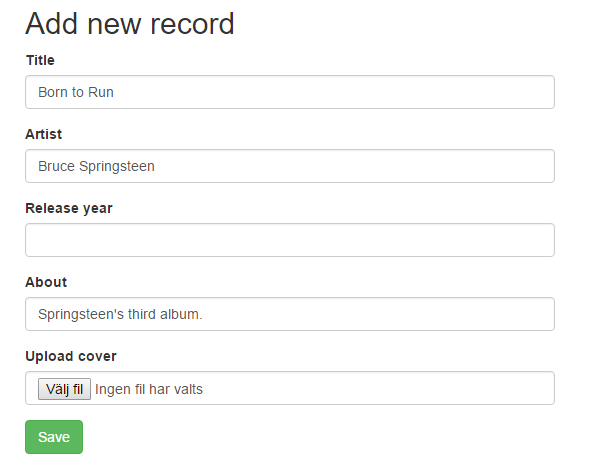 Add new record
Title
Born to Run
Artist
Bruce Springsteen
Release year
About
Springsteen's third album.
Upload cover
Välj fil Ingen fil har valts
Save